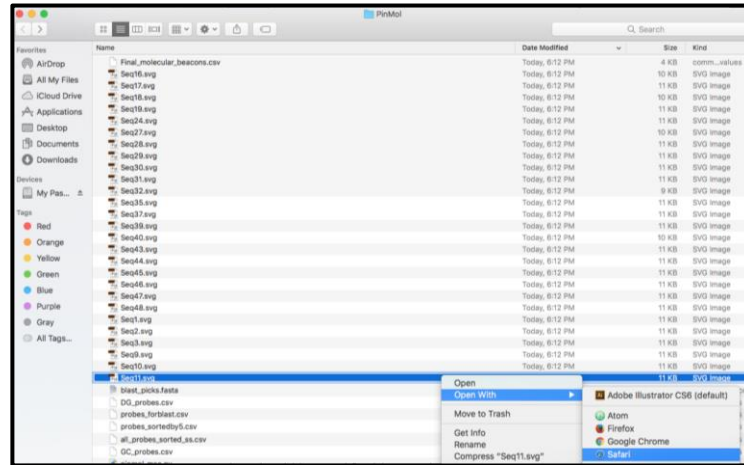 PinMol
Search
Favorites
AirDrop
All My Files
iCloud Drive
Applications
Desktop
Documents
Downloads
Devices
My Pas...
Tags
Red
Orange
Yellow
Green
Blue
Purple
Gray
All Tags...
Name Date Modified Size Kind
Final_molecular_beacons.csv Today, 6:12 PM 4 KB comm...values
Seq16.svg Today, 6:12 PM 10 KB SVG image
Seq17.svg Today, 6:12 PM 11 KB SVG image
Seq18.svg Today, 6:12 PM 10 KB SVG image
Seq19.svg Today, 6:12 PM 11 KB SVG image
Seq24.svg Today, 6:12 PM 11 KB SVG image
Seq27.svg Today, 6:12 PM 10 KB SVG image
Seq28.svg Today, 6:12 PM 11 KB SVG image
Seq29.svg Today, 6:12 PM 11 KB SVG image
Seq30.svg Today, 6:12 PM 11 KB SVG image
Seq31.svg Today, 6:12 PM 11 KB SVG image
Seq32.svg Today, 6:12 PM 9 KB SVG image
Seq35.svg Today, 6:12 PM 11 KB SVG image
Seq37.svg Today, 6:12 PM 11 KB SVG image
Seq39.svg Today, 6:12 PM 11 KB SVG image
Seq40.svg Today, 6:12 PM 10 KB SVG image
Seq43.svg Today, 6:12 PM 11 KB SVG image
Seq44.svg Today, 6:12 PM 11 KB SVG image
Seq45.svg Today, 6:12 PM 11 KB SVG image
Seq46.svg Today, 6:12 PM 11 KB SVG image
Seq47.svg Today, 6:12 PM 11 KB SVG image
Seq48.svg Today, 6:12 PM 11 KB SVG image
Seq1.svg Today, 6:12 PM 11 KB SVG image
Seq2.svg Today, 6:12 PM 11 KB SVG image
Seq3.svg Today, 6:12 PM 11 KB SVG image
Seq9.svg Today, 6:12 PM 11 KB SVG image
Seq10.svg Today, 6:12 PM 11 KB SVG image
Seq11.svg 11 KB SVG image
blast_picks.fasta
DG_probes.csv
probes_forblast.csv
probes_sortedby5.csv
all_probes_sorted_ss.csv
GC_probes.csv
Open
Open With
Move to Trash
Get Info
Rename
Compress "Seq11.svg"
Adobe Illustrator CS6 (default)
Atom
Firefox
Google Chrome
Safari